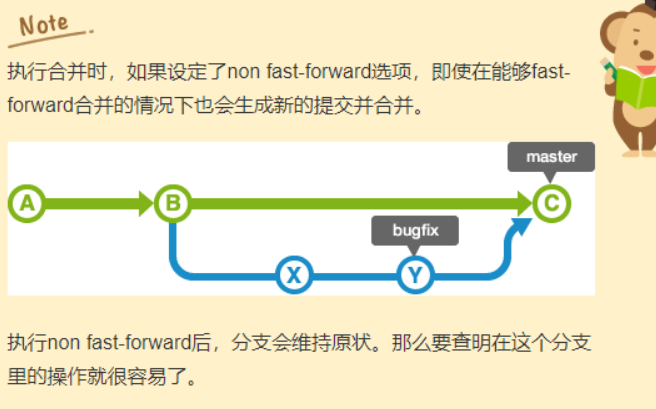 Note
执行合并时，如果设定了non fast-forward选项，即使在能够fast-
forward合并的情况下也会生成新的提交并合并。
master
A
B
C
bugfix
X
Y
执行non fast-forward后，分支会维持原状。那么要查明在这个分支
里的操作就很容易了。